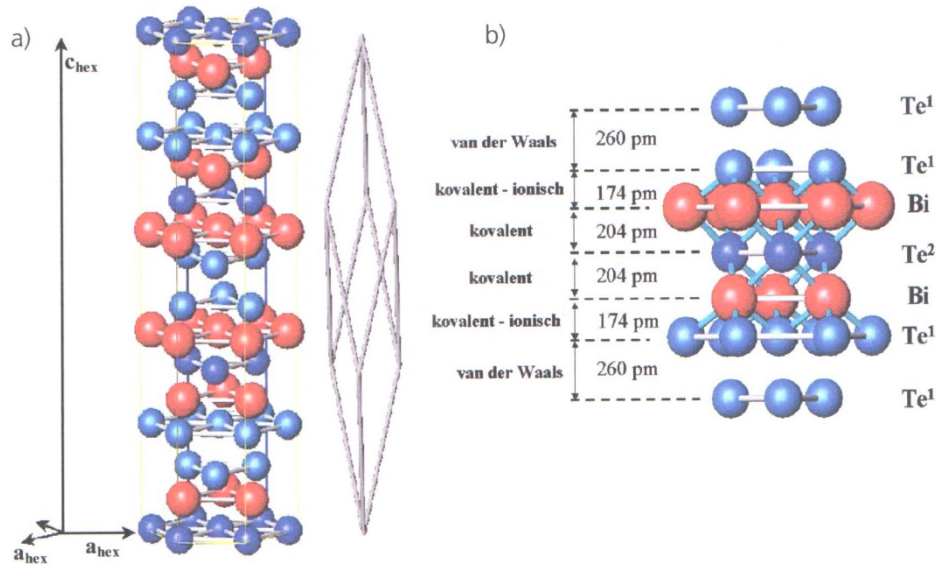 a)
c_hex
a_hex
a_hex
b)
Te¹
van der Waals 260 pm
Te¹
kovalent - ionisch 174 pm
Bi
kovalent 204 pm
Te²
kovalent 204 pm
Bi
kovalent - ionisch 174 pm
Te¹
van der Waals 260 pm
Te¹